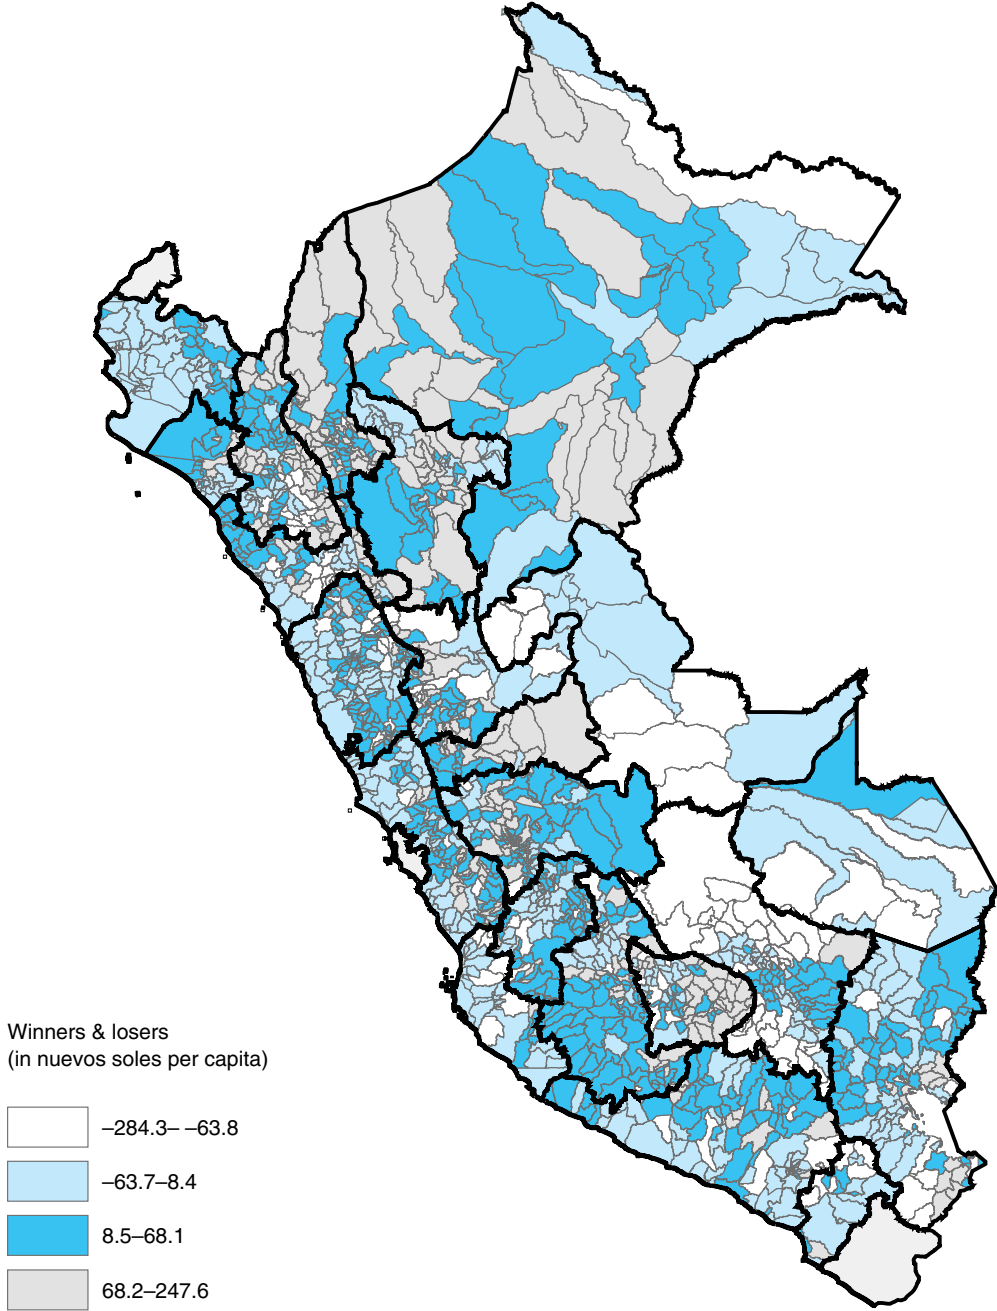 Winners & losers
(in nuevos soles per capita)
–284.3– –63.8
–63.7–8.4
8.5–68.1
68.2–247.6